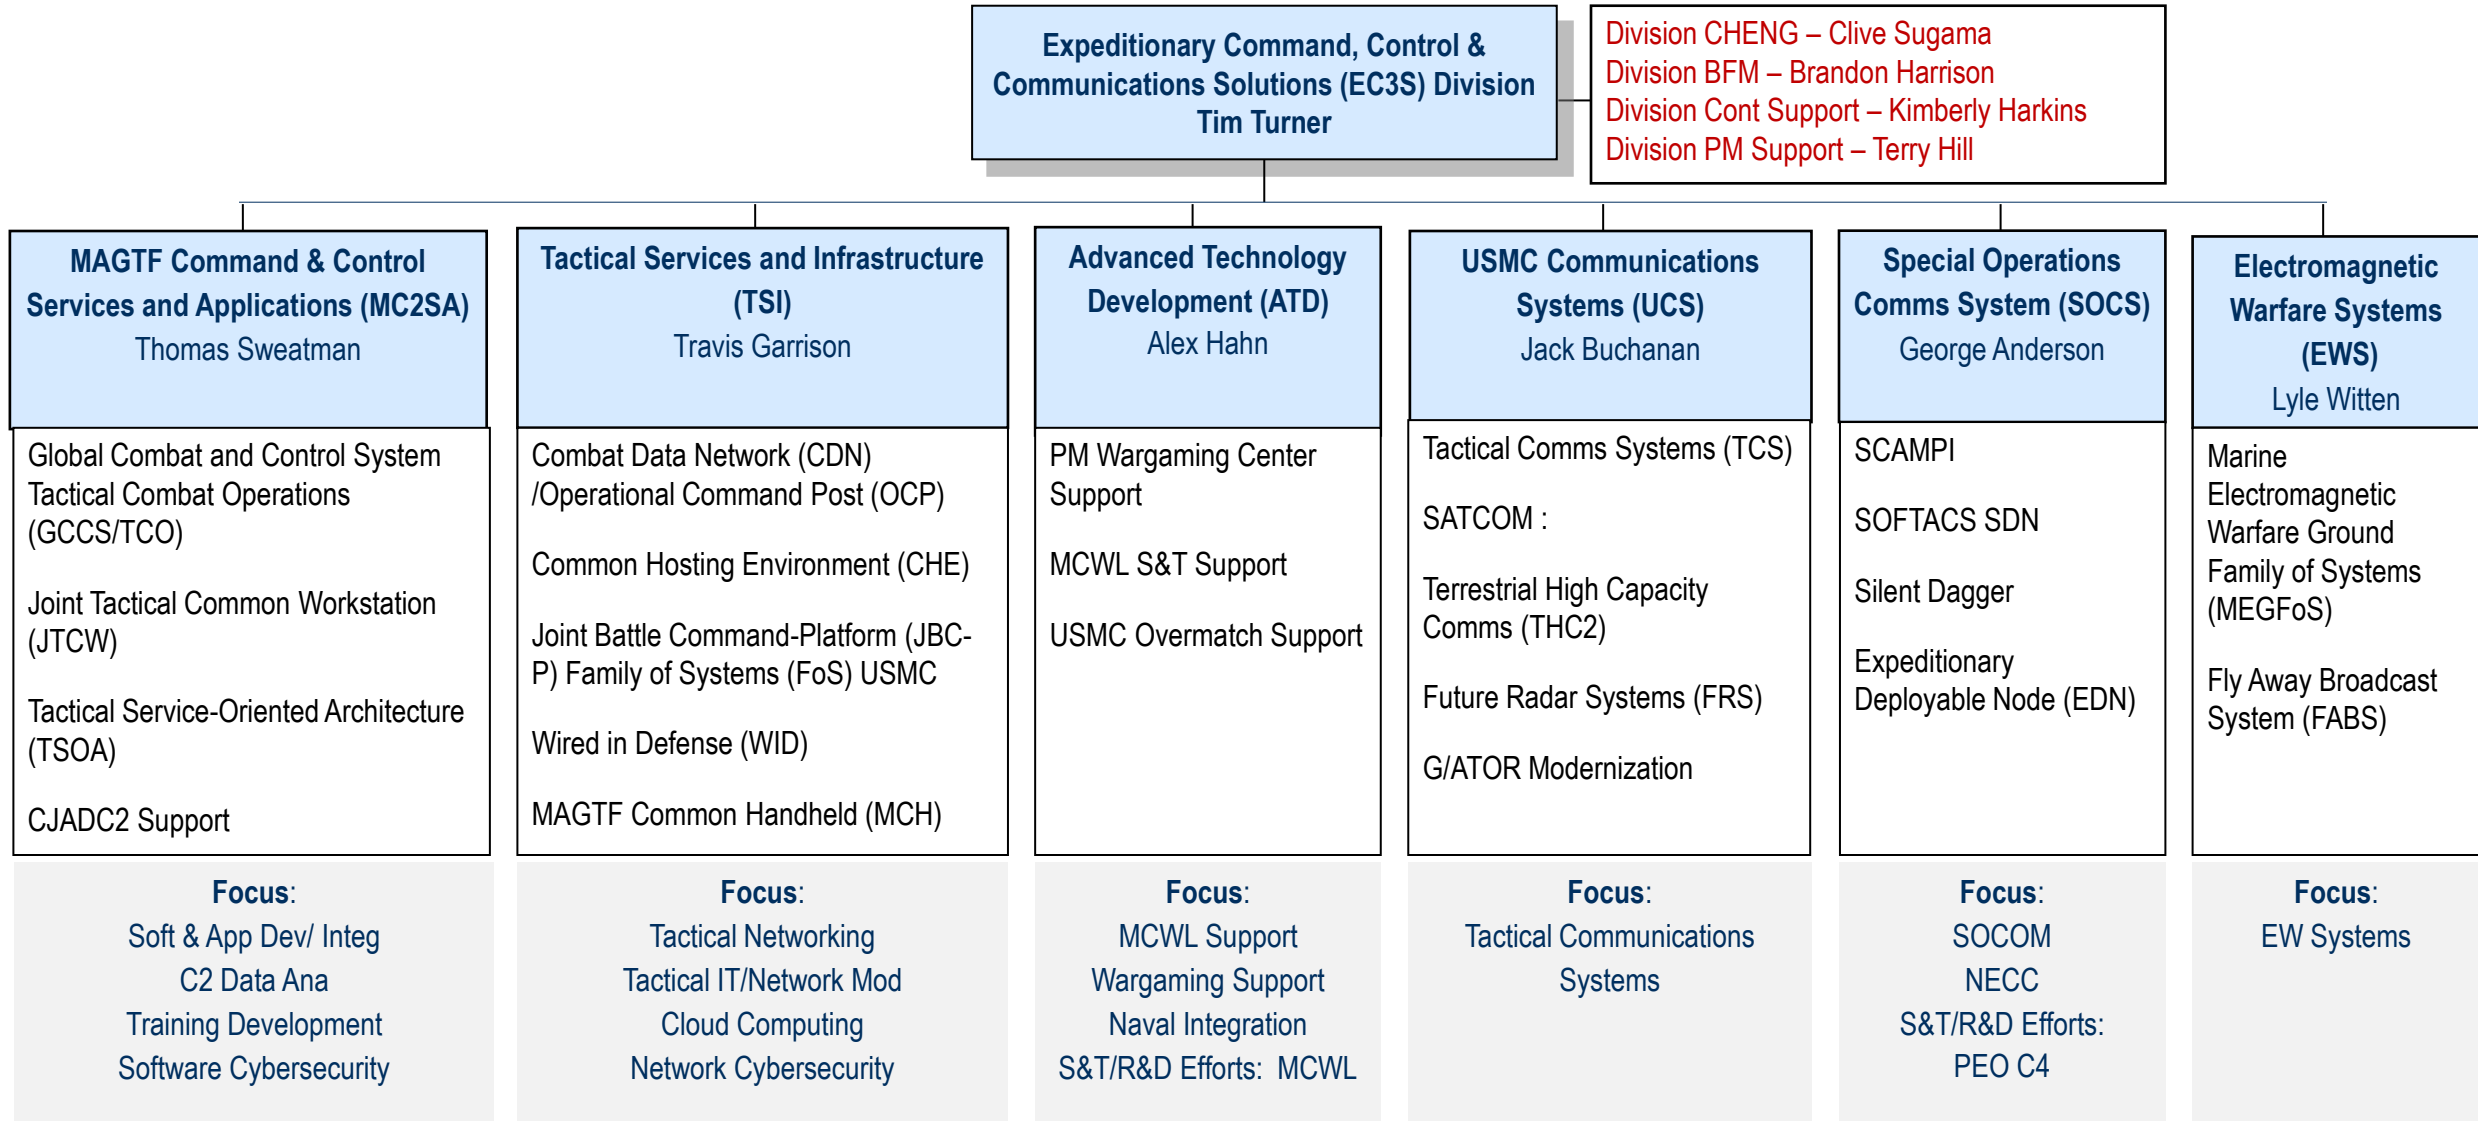 Expeditionary Command, Control &
Communications Solutions (EC3S) Division
Tim Turner
Division CHENG – Clive Sugama
Division BFM – Brandon Harrison
Division Cont Support – Kimberly Harkins
Division PM Support – Terry Hill
MAGTF Command & Control
Services and Applications (MC2SA)
Thomas Sweatman
Global Combat and Control System
Tactical Combat Operations
(GCCS/TCO)
Joint Tactical Common Workstation
(JTCW)
Tactical Service-Oriented Architecture
(TSOA)
CJADC2 Support
Focus:
Soft & App Dev/ Integ
C2 Data Ana
Training Development
Software Cybersecurity
Tactical Services and Infrastructure
(TSI)
Travis Garrison
Combat Data Network (CDN)
/Operational Command Post (OCP)
Common Hosting Environment (CHE)
Joint Battle Command-Platform (JBC-
P) Family of Systems (FoS) USMC
Wired in Defense (WID)
MAGTF Common Handheld (MCH)
Focus:
Tactical Networking
Tactical IT/Network Mod
Cloud Computing
Network Cybersecurity
Advanced Technology
Development (ATD)
Alex Hahn
PM Wargaming Center
Support
MCWL S&T Support
USMC Overmatch Support
Focus:
MCWL Support
Wargaming Support
Naval Integration
S&T/R&D Efforts: MCWL
USMC Communications
Systems (UCS)
Jack Buchanan
Tactical Comms Systems (TCS)
SATCOM :
Terrestrial High Capacity
Comms (THC2)
Future Radar Systems (FRS)
G/ATOR Modernization
Focus:
Tactical Communications
Systems
Special Operations
Comms System (SOCS)
George Anderson
SCAMPI
SOFTACS SDN
Silent Dagger
Expeditionary
Deployable Node (EDN)
Focus:
SOCOM
NECC
S&T/R&D Efforts:
PEO C4
Electromagnetic
Warfare Systems
(EWS)
Lyle Witten
Marine
Electromagnetic
Warfare Ground
Family of Systems
(MEGFoS)
Fly Away Broadcast
System (FABS)
Focus:
EW Systems